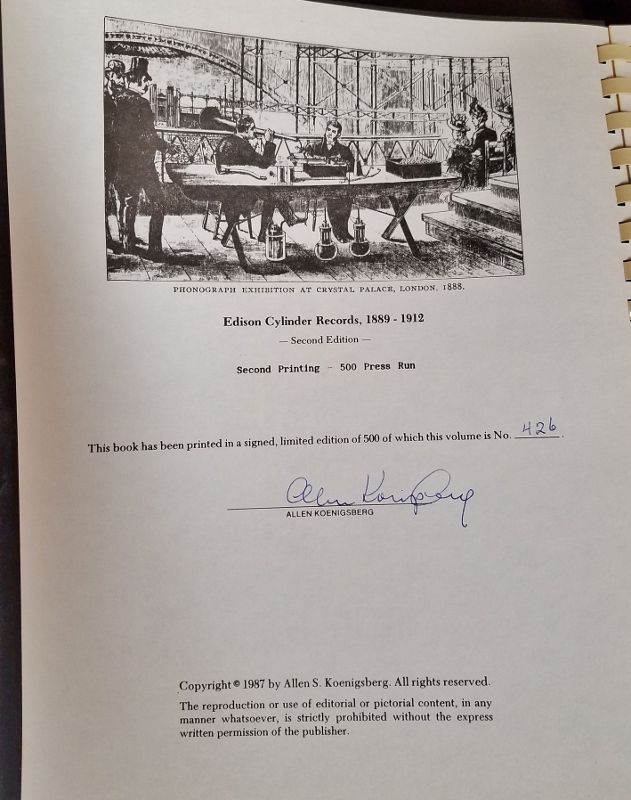 PHONOGRAPH EXHIBITION AT CRYSTAL PALACE, LONDON, 1888.
Edison Cylinder Records, 1889 - 1912
— Second Edition —
Second Printing - 500 Press Run
This book has been printed in a signed, limited edition of 500 of which this volume is No. 426.
Allen Koenigsberg
ALLEN KOENIGSBERG
Copyright © 1987 by Allen S. Koenigsberg. All rights reserved.
The reproduction or use of editorial or pictorial content, in any
manner whatsoever, is strictly prohibited without the express
written permission of the publisher.